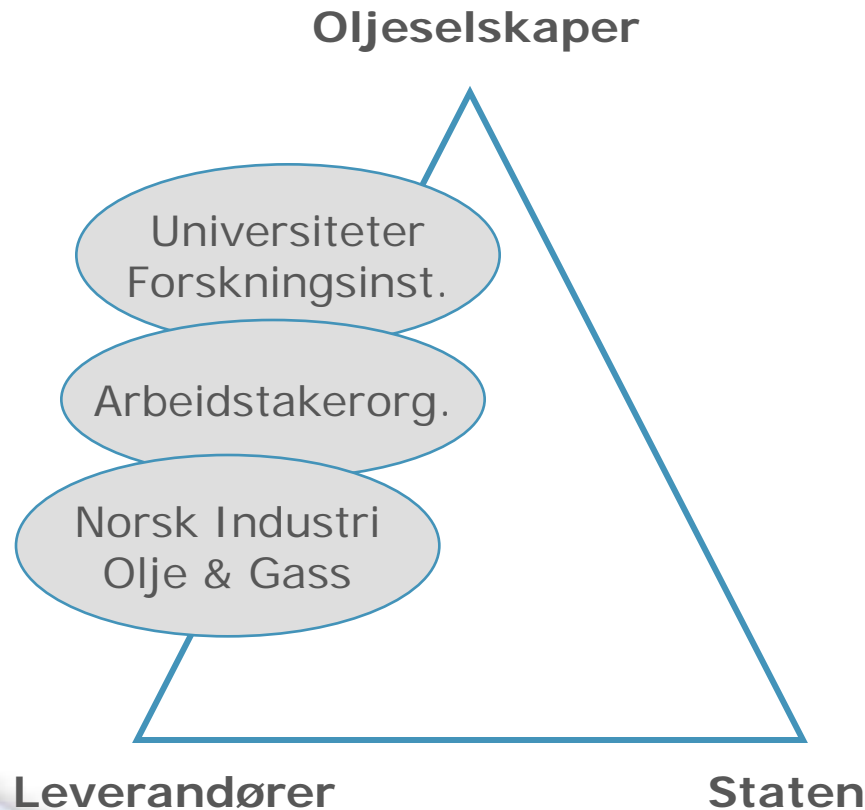 Oljeselskaper
Universiteter
Forskningsinst.
Arbeidstakerorg.
Norsk Industri
Olje & Gass
Leverandører
Staten